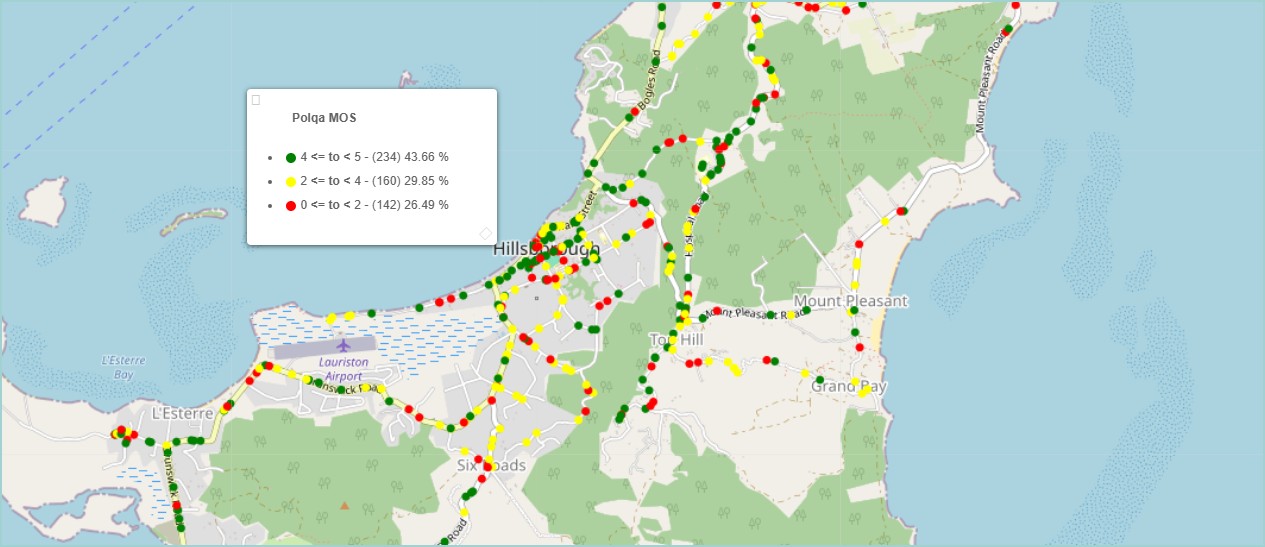 Polqa MOS
4 <= to < 5 - (234) 43.66 %
2 <= to < 4 - (160) 29.85 %
0 <= to < 2 - (142) 26.49 %
Bogles Road
Mount Pleasant Road
Street
Hillsborough
Mount Pleasant
Mount Pleasant Road
Top Hill
L'Esterre
Bay
Lauriston
Airport
Brunswick Road
Grand Bay
L'Esterre
Six Roads
Road